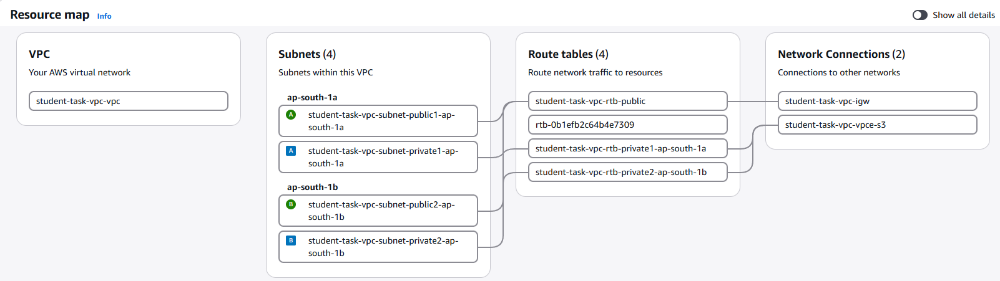 Resource map Info
Show all details
VPC
Your AWS virtual network
student-task-vpc-vpc
Subnets (4)
Subnets within this VPC
ap-south-1a
A
student-task-vpc-subnet-public1-ap-
south-1a
A
student-task-vpc-subnet-private1-ap-
south-1a
ap-south-1b
B
student-task-vpc-subnet-public2-ap-
south-1b
B
student-task-vpc-subnet-private2-ap-
south-1b
Route tables (4)
Route network traffic to resources
student-task-vpc-rtb-public
rtb-0b1efb2c64b4e7309
student-task-vpc-rtb-private1-ap-south-1a
student-task-vpc-rtb-private2-ap-south-1b
Network Connections (2)
Connections to other networks
student-task-vpc-igw
student-task-vpc-vpce-s3